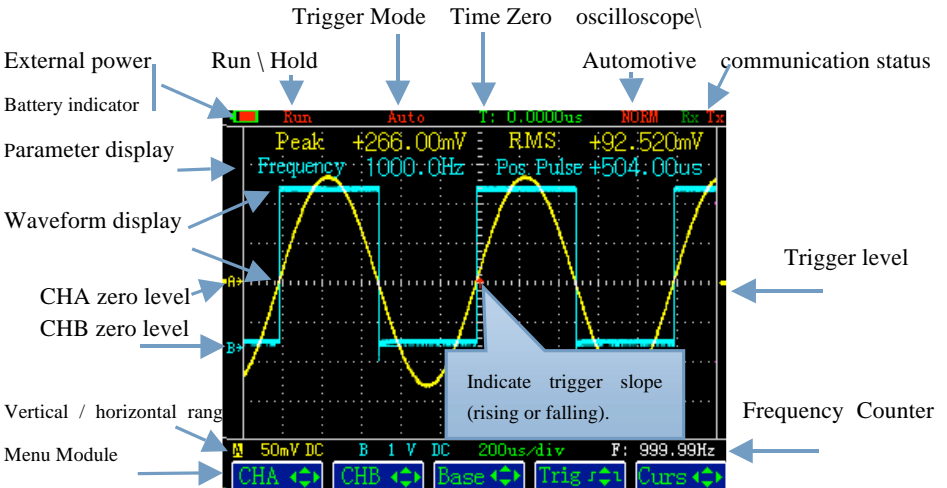 Trigger Mode Time Zero oscilloscope\
External power Run \ Hold Automotive communication status
Battery indicator
Run Auto T: 0.0000us NORM Rx Tx
Parameter display
Peak: +266.00mV RMS: +92.520mV
Frequency 1000.0Hz Pos Pulse +504.00us
Waveform display
Trigger level
A
CHA zero level
CHB zero level
B
Indicate trigger slope
(rising or falling).
Vertical / horizontal rang
Frequency Counter
Menu Module
A 50mV DC B 1 V DC 200us/div F: 999.99Hz
CHA CHB Base Trig Curs